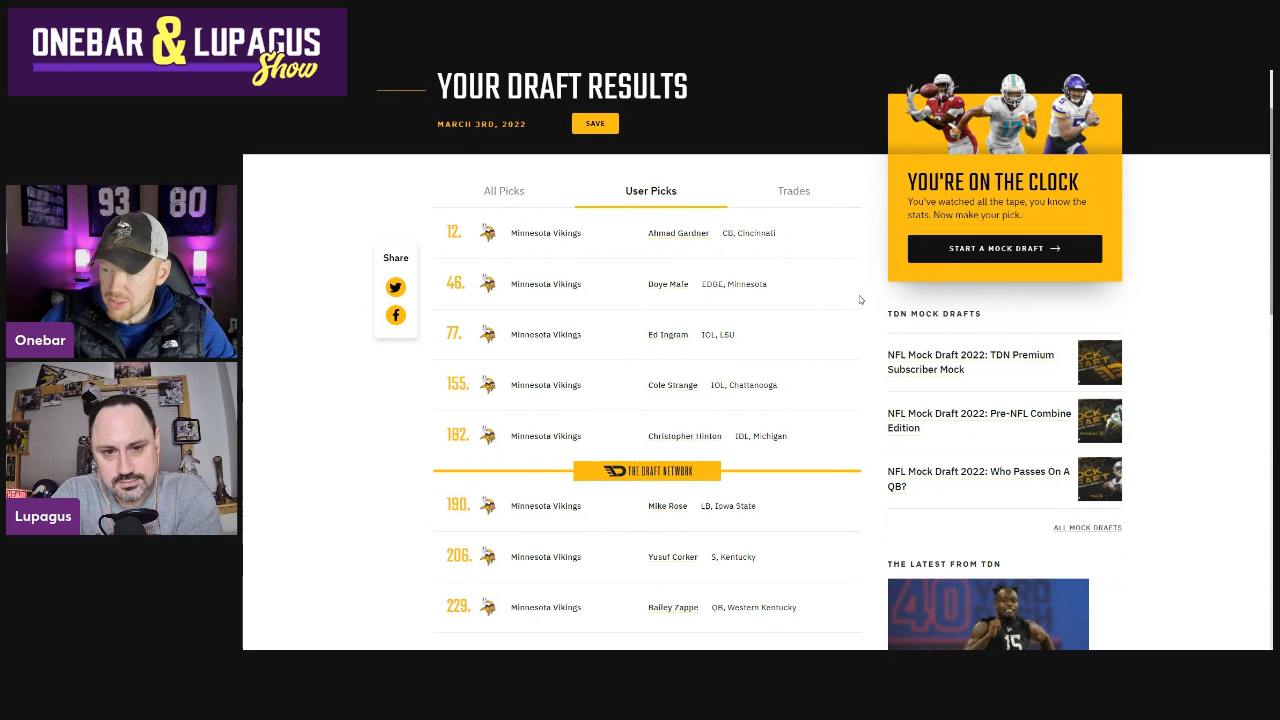 ONEBAR & LUPAGUS
Show
YOUR DRAFT RESULTS
MARCH 3RD, 2022
SAVE
All Picks
User Picks
Trades
12.
Minnesota Vikings
Ahmad Gardner
CB, Cincinnati
46.
Minnesota Vikings
Boye Mafe
EDGE, Minnesota
77.
Minnesota Vikings
Ed Ingram
IOL, LSU
155.
Minnesota Vikings
Cole Strange
IOL, Chattanooga
182.
Minnesota Vikings
Christopher Hinton
IDL, Michigan
THE DRAFT NETWORK
190.
Minnesota Vikings
Mike Rose
LB, Iowa State
206.
Minnesota Vikings
Yusuf Corker
S, Kentucky
229.
Minnesota Vikings
Bailey Zappe
QB, Western Kentucky
Share
93
80
Onebar
Lupagus
YOU'RE ON THE CLOCK
You've watched all the tape, you know the
stats. Now make your pick.
START A MOCK DRAFT
TDN MOCK DRAFTS
NFL Mock Draft 2022: TDN Premium
Subscriber Mock
NFL Mock Draft 2022: Pre-NFL Combine
Edition
NFL Mock Draft 2022: Who Passes On A
QB?
ALL MOCK DRAFTS
THE LATEST FROM TDN
40
15